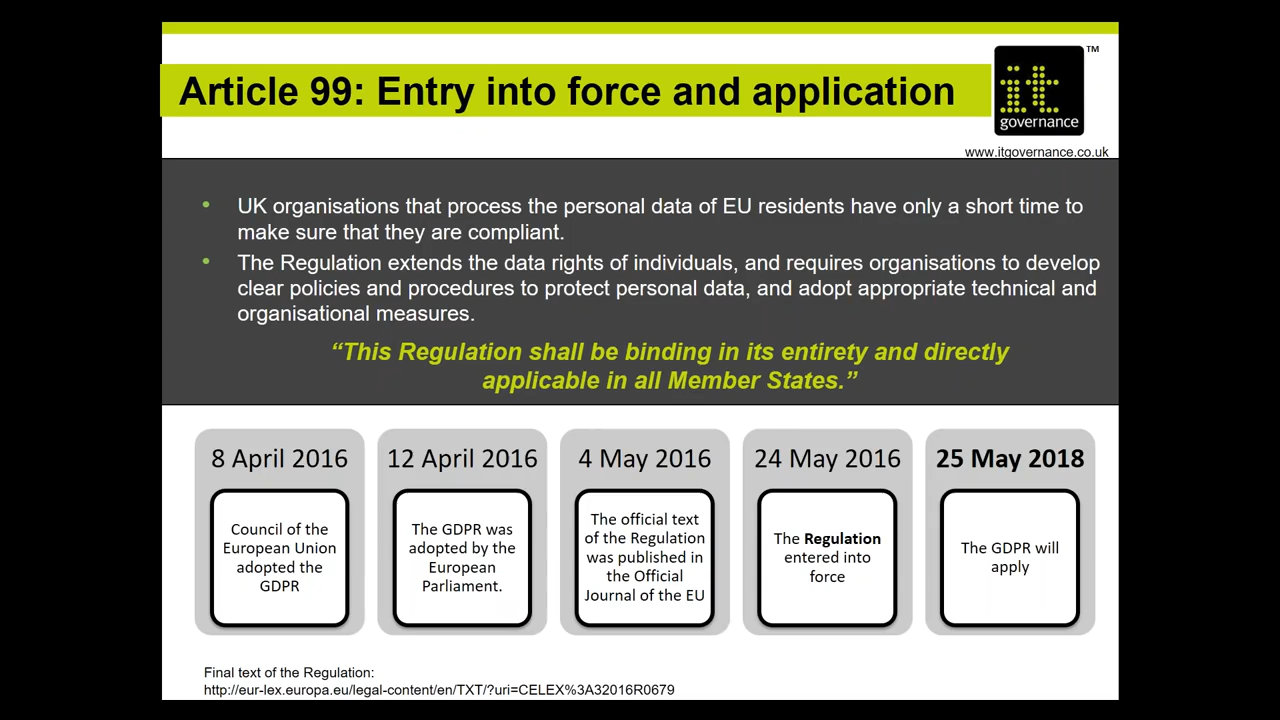 Article 99: Entry into force and application
it
governance
TM
www.itgovernance.co.uk
• UK organisations that process the personal data of EU residents have only a short time to
make sure that they are compliant.
• The Regulation extends the data rights of individuals, and requires organisations to develop
clear policies and procedures to protect personal data, and adopt appropriate technical and
organisational measures.
“This Regulation shall be binding in its entirety and directly
applicable in all Member States.”
8 April 2016
Council of the
European Union
adopted the
GDPR
12 April 2016
The GDPR was
adopted by the
European
Parliament.
4 May 2016
The official text
of the Regulation
was published in
the Official
Journal of the EU
24 May 2016
The Regulation
entered into
force
25 May 2018
The GDPR will
apply
Final text of the Regulation:
http://eur-lex.europa.eu/legal-content/en/TXT/?uri=CELEX%3A32016R0679